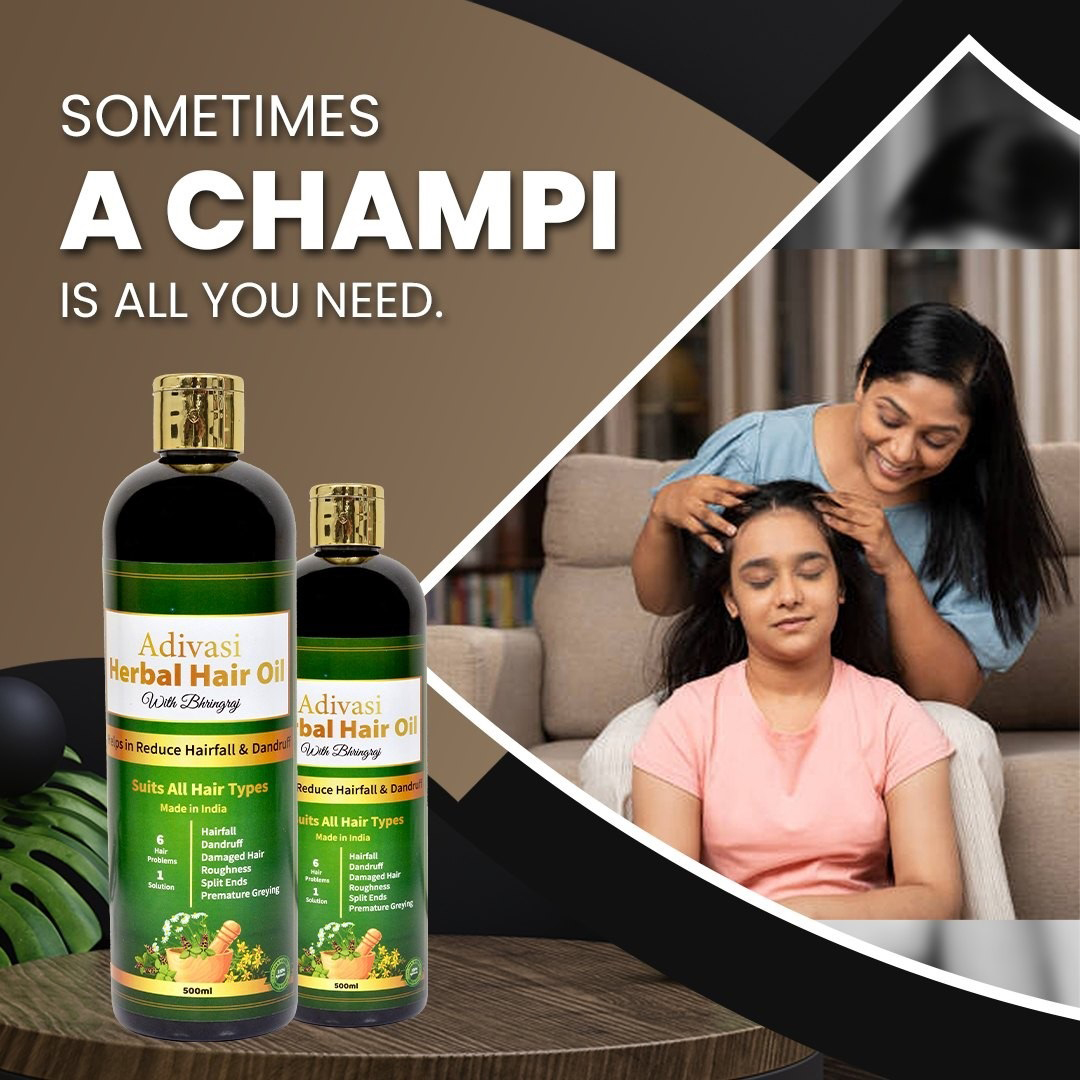 SOMETIMES
A CHAMPI
IS ALL YOU NEED.
Adivasi
Herbal Hair Oil
With Bhringraj
Helps in Reduce Hairfall & Dandruff
Suits All Hair Types
Made in India
6
Hair
Problems
1
Solution
Hairfall
Dandruff
Damaged Hair
Roughness
Split Ends
Premature Greying
500ml
Adivasi
bal Hair Oil
With Bhringraj
Reduce Hairfall & Dandruff
uits All Hair Types
Made in India
6
Hair
Problems
1
Solution
Hairfall
Dandruff
Damaged Hair
Roughness
Split Ends
Premature Greying
500ml